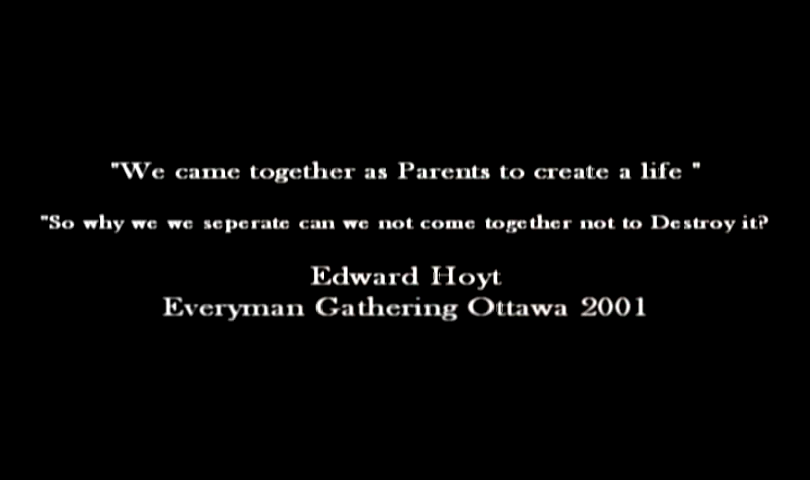 "We came together as Parents to create a life "
"So why we we seperate can we not come together not to Destroy it?
Edward Hoyt
Everyman Gathering Ottawa 2001